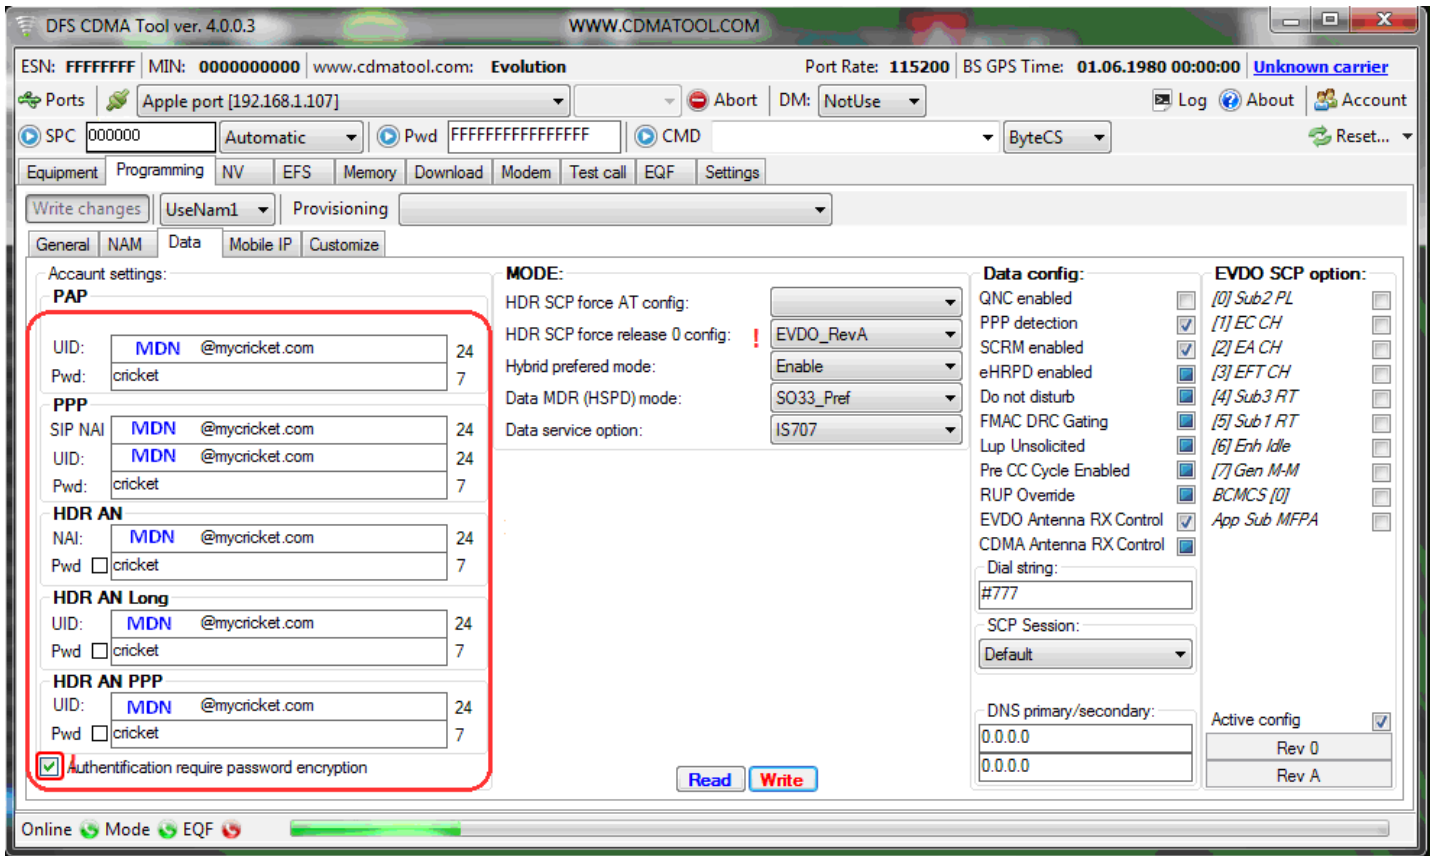 DFS CDMA Tool ver. 4.0.0.3 WWW.CDMATOOL.COM
ESN: FFFFFFFF MIN: 0000000000 www.cdmatool.com: Evolution Port Rate: 115200 BS GPS Time: 01.06.1980 00:00:00 Unknown carrier
Ports Apple port [192.168.1.107] Abort DM: NotUse Log About Account
SPC 000000 Automatic Pwd FFFFFFFFFFFFFFFF CMD ByteCS Reset...
Equipment Programming NV EFS Memory Download Modem Test call EQF Settings
Write changes UseNam1 Provisioning
General NAM Data Mobile IP Customize
Account settings:
PAP
UID: MDN @mycricket.com 24
Pwd: cricket 7
PPP
SIP NAI MDN @mycricket.com 24
UID: MDN @mycricket.com 24
Pwd: cricket 7
HDR AN
NAI: MDN @mycricket.com 24
Pwd cricket 7
HDR AN Long
UID: MDN @mycricket.com 24
Pwd cricket 7
HDR AN PPP
UID: MDN @mycricket.com 24
Pwd cricket 7
! Authentification require password encryption
MODE:
HDR SCP force AT config:
HDR SCP force release 0 config: ! EVDO_RevA
Hybrid prefered mode: Enable
Data MDR (HSPD) mode: SO33_Pref
Data service option: IS707
Read Write
Data config:
QNC enabled
PPP detection
SCRM enabled
eHRPD enabled
Do not disturb
FMAC DRC Gating
Lup Unsolicited
Pre CC Cycle Enabled
RUP Ovemide
EVDO Antenna RX Control
CDMA Antenna RX Control
Dial string:
#777
SCP Session:
Default
DNS primary/secondary:
0.0.0.0
0.0.0.0
EVDO SCP option:
[0] Sub2 PL
[1] EC CH
[2] EA CH
[3] EFT CH
[4] Sub3 RT
[5] Sub1 RT
[6] Enh Idle
[7] Gen M-M
BCMCS [0]
App Sub MFPA
Active config
Rev 0
Rev A
Online Mode EQF